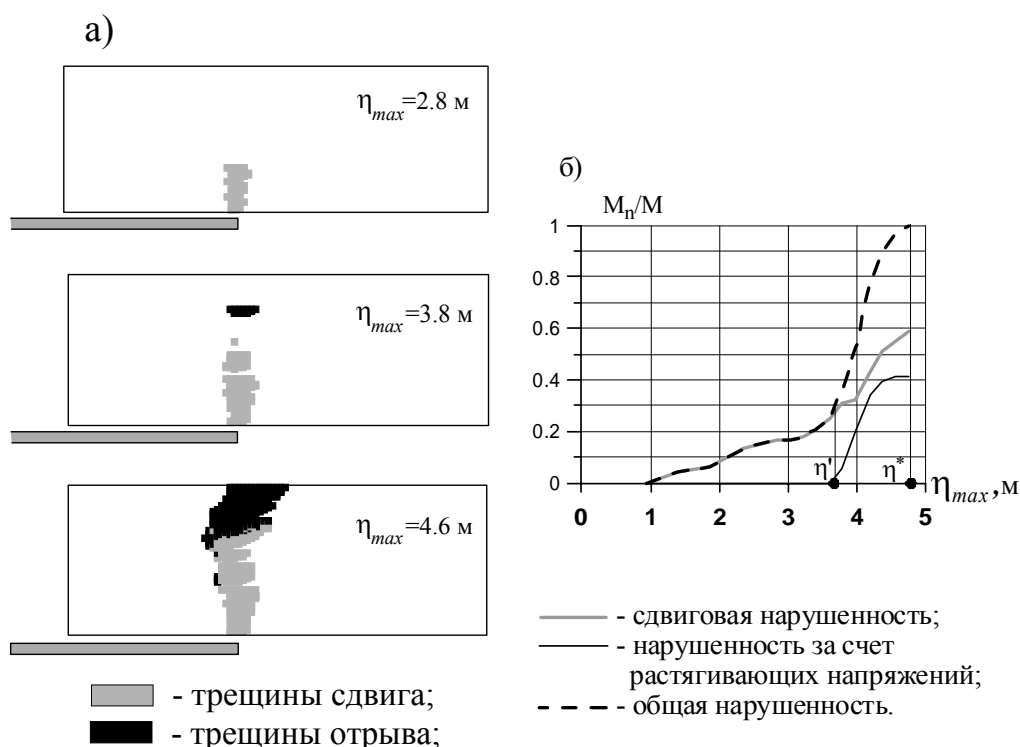 а)
η_max=2.8 м
η_max=3.8 м
η_max=4.6 м
- трещины сдвига;
- трещины отрыва;
б)
M_n/M
1
0.8
0.6
0.4
0.2
0
η' η*
η_max,м
0 1 2 3 4 5
- сдвиговая нарушенность;
- нарушенность за счет
растягивающих напряжений;
- общая нарушенность.